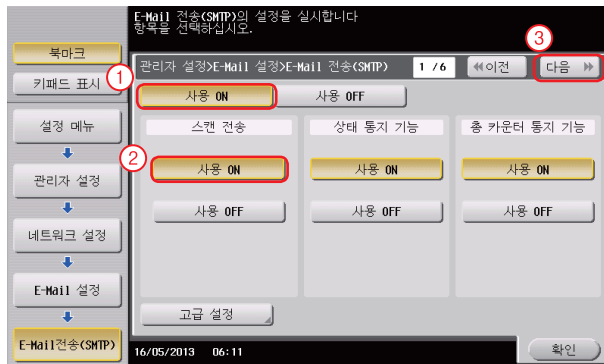 E-Mail 전송(SMTP)의 설정을 실시합니다
항목을 선택하십시오.
북마크
키패드 표시
설정 메뉴
관리자 설정
네트워크 설정
E-Mail 설정
E-Mail전송(SMTP)
관리자 설정>E-Mail 설정>E-Mail 전송(SMTP)
1 /6
이전
3
다음
1
사용 ON
사용 OFF
스캔 전송
상태 통지 기능
총 카운터 통지 기능
2
사용 ON
사용 ON
사용 ON
사용 OFF
사용 OFF
사용 OFF
고급 설정
16/05/2013 06:11
확인